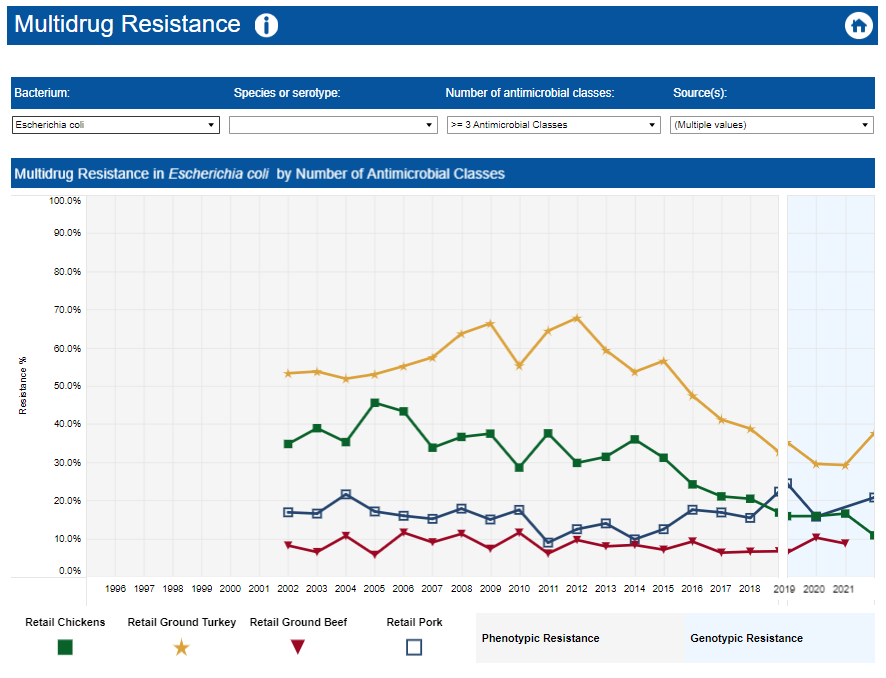 Multidrug Resistance i
Bacterium: Species or serotype: Number of antimicrobial classes: Source(s):
Escherichia coli >= 3 Antimicrobial Classes (Multiple values)
Multidrug Resistance in Escherichia coli by Number of Antimicrobial Classes
100.0%
90.0%
80.0%
70.0%
60.0%
50.0%
40.0%
30.0%
20.0%
10.0%
0.0%
Resistance %
1996 1997 1998 1999 2000 2001 2002 2003 2004 2005 2006 2007 2008 2009 2010 2011 2012 2013 2014 2015 2016 2017 2018 2019 2020 2021
Retail Chickens Retail Ground Turkey Retail Ground Beef Retail Pork
Phenotypic Resistance Genotypic Resistance